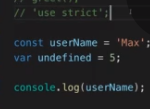 // 'use strict';
const userName = 'Max';
var undefined = 5;
console.log(userName);